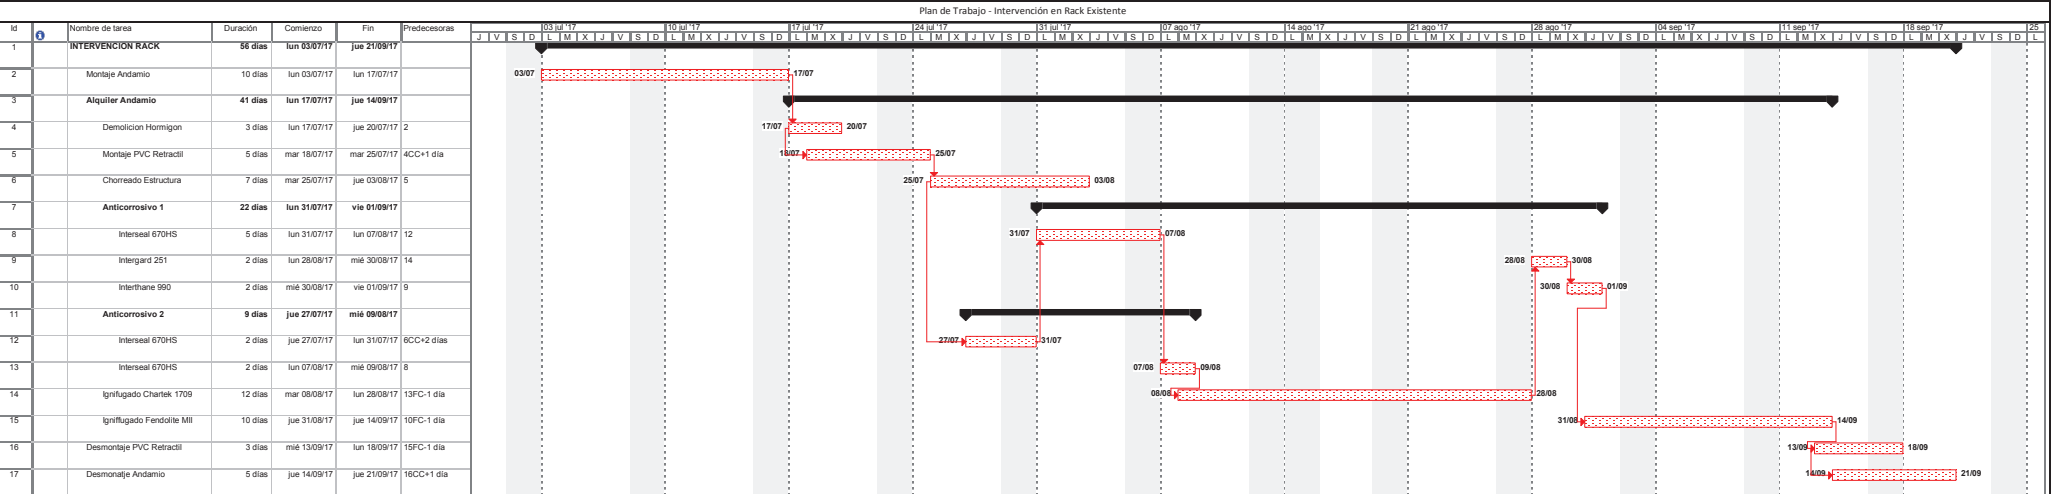 Plan de Trabajo - Intervención en Rack Existente
Id Nombre de tarea Duración Comienzo Fin Predecesoras 03 jul '17 10 jul '17 17 jul '17 24 jul '17 31 jul '17 07 ago '17 14 ago '17 21 ago '17 28 ago '17 04 sep '17 11 sep '17 18 sep '17 25
J V S D L M X J V S D L M X J V S D L M X J V S D L M X J V S D L M X J V S D L M X J V S D L M X J V S D L M X J V S D L M X J V S D L M X J V S D L M X J V S D L M X J V S D L
1 INTERVENCION RACK 56 días lun 03/07/17 jue 21/09/17
2 Montaje Andamio 10 días lun 03/07/17 lun 17/07/17 03/07 17/07
3 Alquiler Andamio 41 días lun 17/07/17 jue 14/09/17
4 Demolicion Hormigon 3 días lun 17/07/17 jue 20/07/17 2 17/07 20/07
5 Montaje PVC Retractil 5 días mar 18/07/17 mar 25/07/17 4CC+1 día 18/07 25/07
6 Chorreado Estructura 7 días mar 25/07/17 jue 03/08/17 5 25/07 03/08
7 Anticorrosivo 1 22 días lun 31/07/17 vie 01/09/17
8 Interseal 670HS 5 días lun 31/07/17 lun 07/08/17 12 31/07 07/08
9 Intergard 251 2 días lun 28/08/17 mié 30/08/17 14 28/08 30/08
10 Interthane 990 2 días mié 30/08/17 vie 01/09/17 9 30/08 01/09
11 Anticorrosivo 2 9 días jue 27/07/17 mié 09/08/17
12 Interseal 670HS 2 días jue 27/07/17 lun 31/07/17 6CC+2 días 27/07 31/07
13 Interseal 670HS 2 días lun 07/08/17 mié 09/08/17 8 07/08 09/08
14 Ignifugado Chartek 1709 12 días mar 08/08/17 lun 28/08/17 13FC-1 día 08/08 28/08
15 Igniffugado Fendolite MII 10 días jue 31/08/17 jue 14/09/17 10FC-1 día 31/08 14/09
16 Desmontaje PVC Retractil 3 días mié 13/09/17 lun 18/09/17 15FC-1 día 13/09 18/09
17 Desmonatje Andamio 5 días jue 14/09/17 jue 21/09/17 16CC+1 día 14/09 21/09